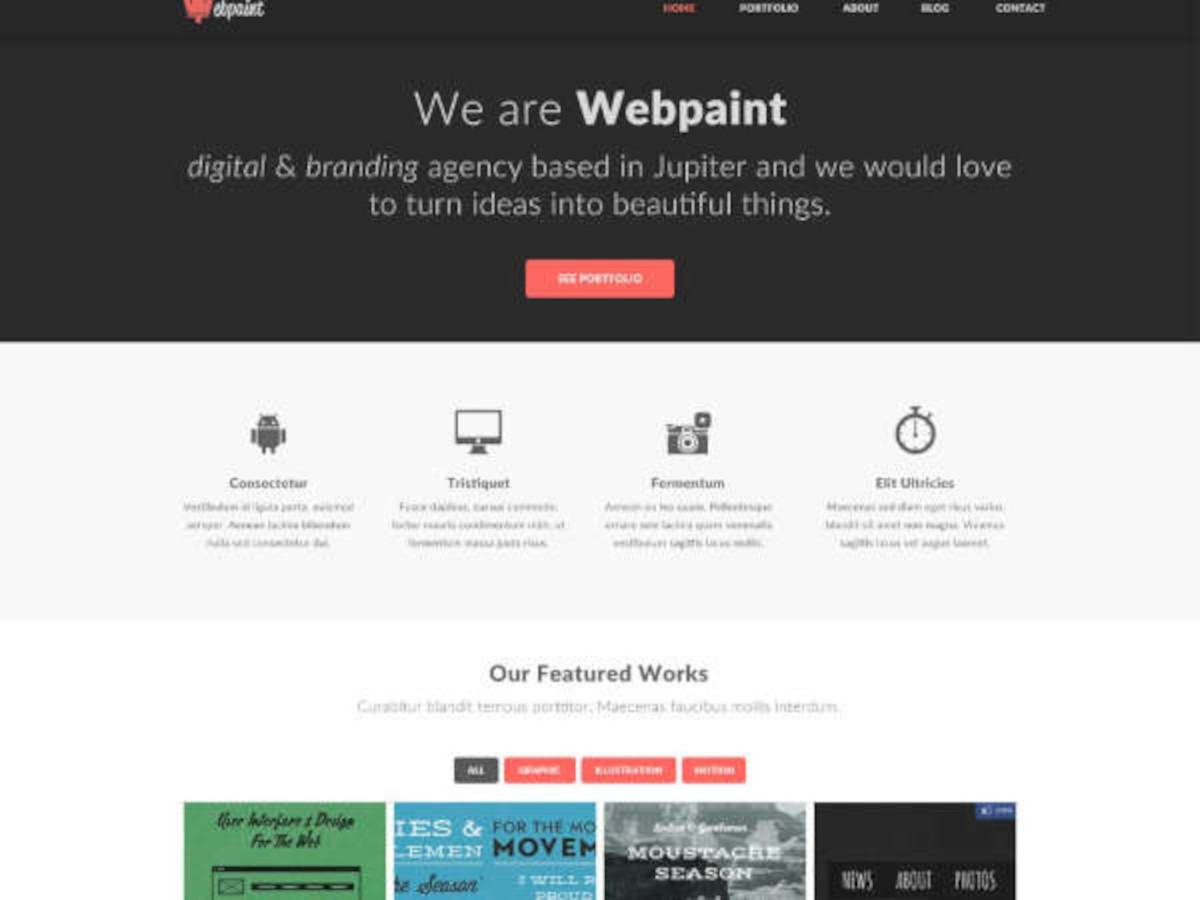 Webpaint
HOME PORTFOLIO ABOUT BLOG CONTACT
We are Webpaint
digital & branding agency based in Jupiter and we would love
to turn ideas into beautiful things.
SEE PORTFOLIO
Consectetur
Vestibulum id ligula porta, euismod
semper. Aenean lacinia bibendum
nulla sed consectetur dui.
Tristiquet
Fusce dapibus, cursus commodo,
tortor mauris condimentum nibh, ut
fermentum massa justo risus.
Fermentum
Aenean eu leo quam. Pellentesque
ornare sem lacinia quam venenatis
vestibulum sagittis lacus mollis.
Elit Ultricies
Maecenas sed diam eget risus varius
blandit sit amet non magna. Vivamus
sagittis lacus vel augue laoreet.
Our Featured Works
Curabitur blandit tempus porttitor. Maecenas faucibus mollis interdum.
ALL GRAPHIC ILLUSTRATION MOTION
User Interface & Design
For The Web
IES & FOR THE MO
LEMEN MOVEM
he Season' I WILL
PROUD
MOUSTACHE
SEASON
NEWS ABOUT PHOTOS